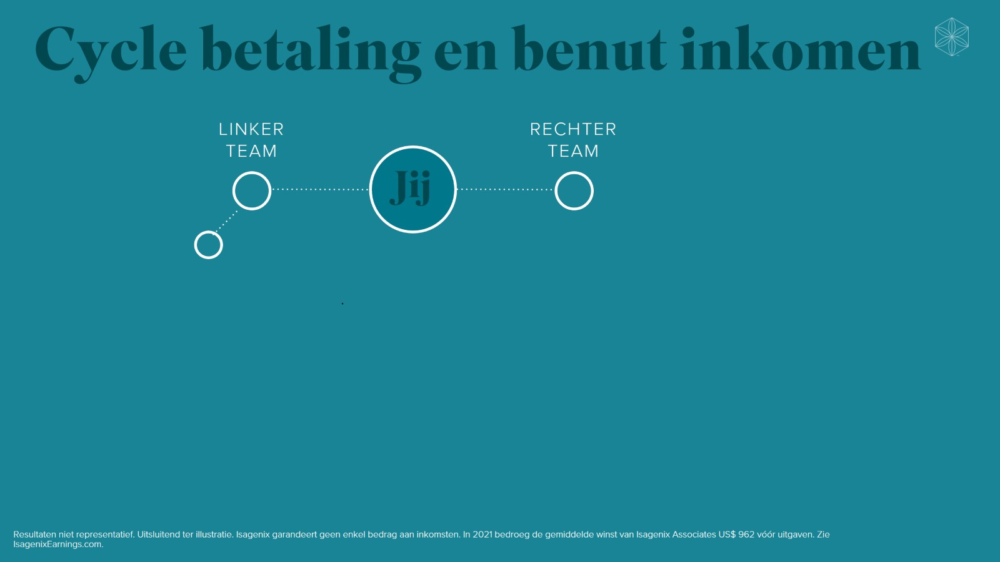 Cycle betaling en benut inkomen
LINKER
TEAM
RECHTER
TEAM
Jij
Resultaten niet representatief. Uitsluitend ter illustratie. Isagenix garandeert geen enkel bedrag aan inkomsten. In 2021 bedroeg de gemiddelde winst van Isagenix Associates US$ 962 vóór uitgaven. Zie
IsagenixEarnings.com.